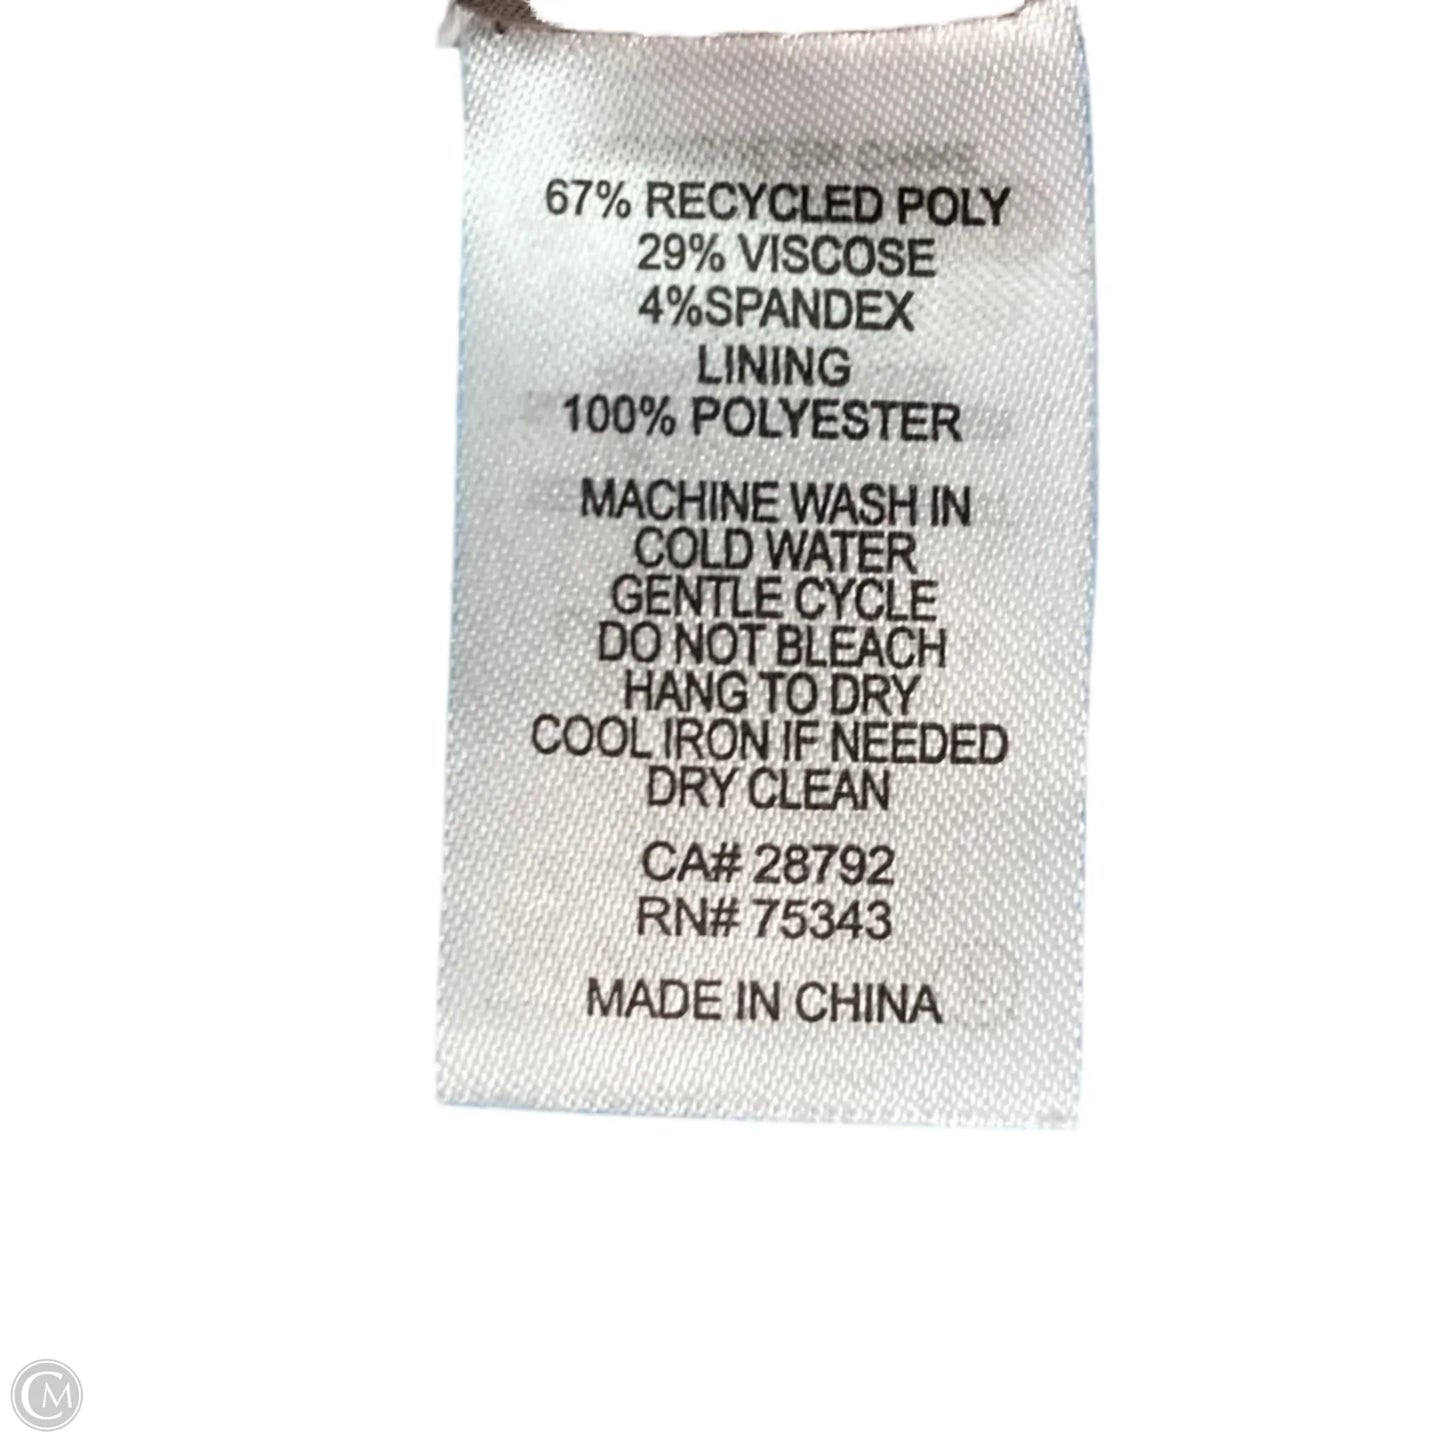 67% RECYCLED POLY
29% VISCOSE
4%SPANDEX
LINING
100% POLYESTER
MACHINE WASH IN
COLD WATER
GENTLE CYCLE
DO NOT BLEACH
HANG TO DRY
COOL IRON IF NEEDED
DRY CLEAN
CA# 28792
RN# 75343
MADE IN CHINA
CM